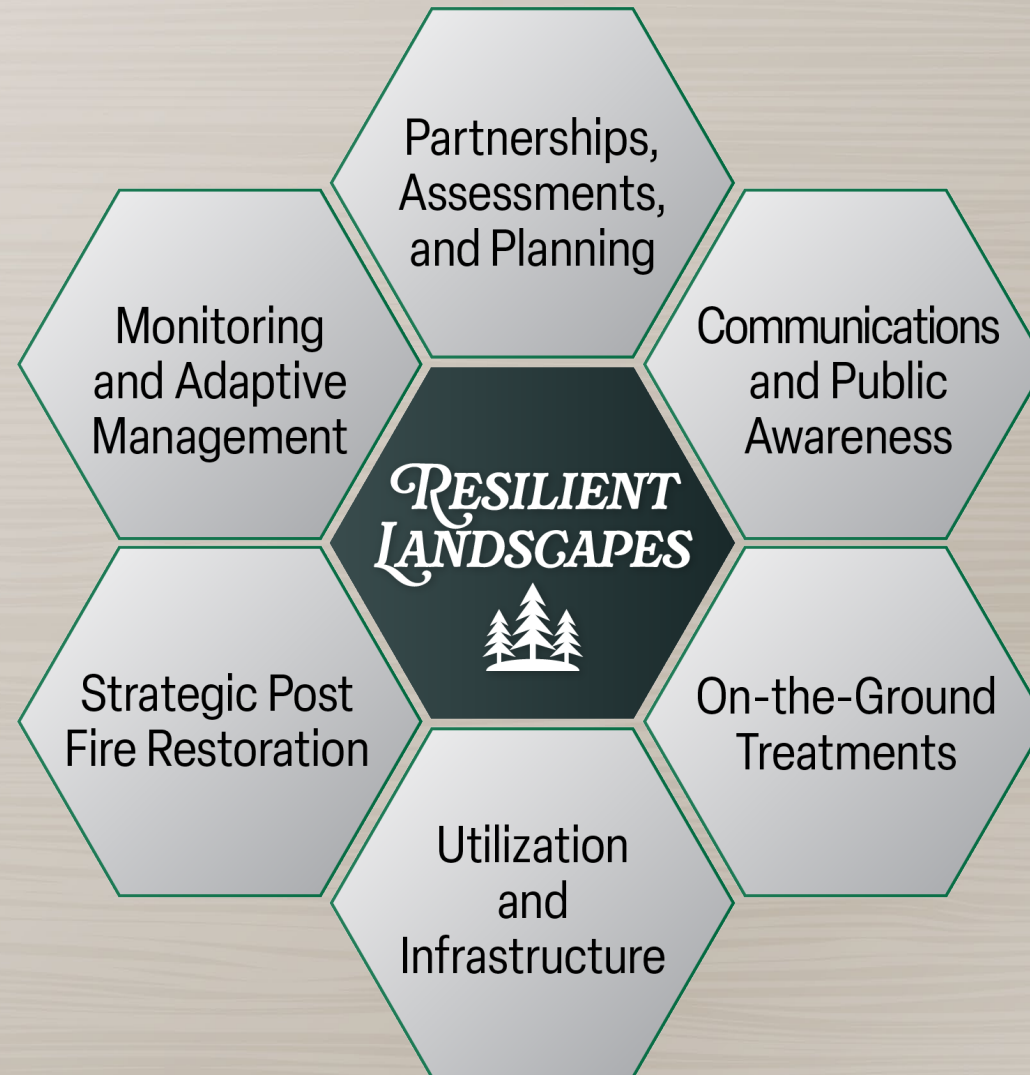 Partnerships,
Assessments,
and Planning
Monitoring
and Adaptive
Management
Communications
and Public
Awareness
RESILIENT
LANDSCAPES
Strategic Post
Fire Restoration
On-the-Ground
Treatments
Utilization
and
Infrastructure